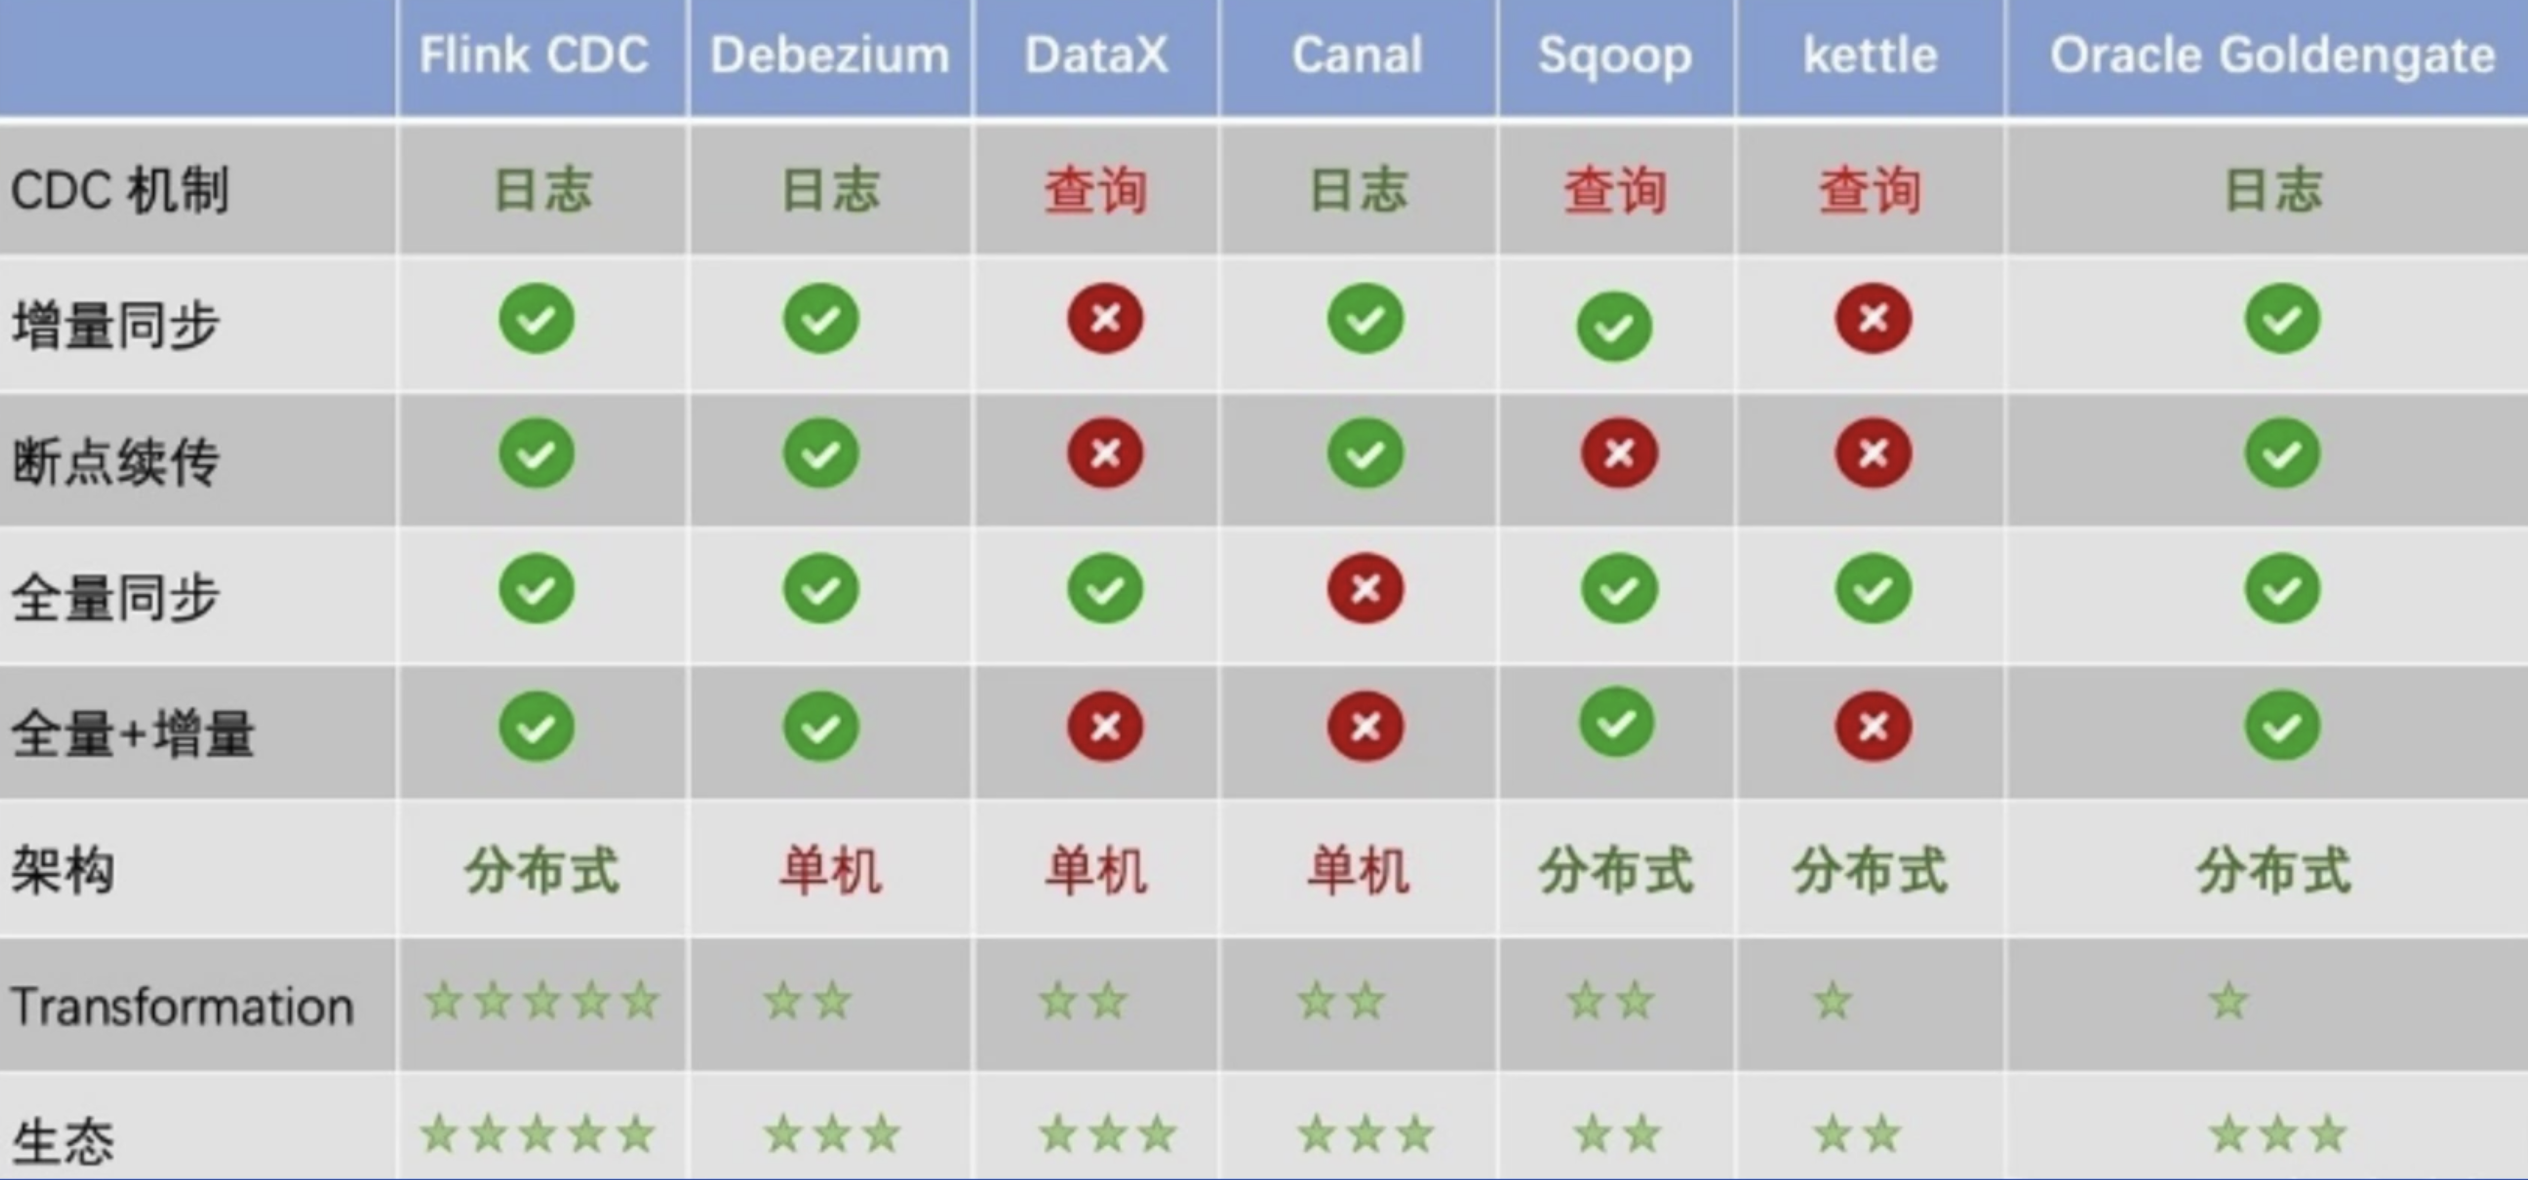 Flink CDC Debezium DataX Canal Sqoop kettle Oracle Goldengate
CDC 机制 日志 日志 查询 日志 查询 查询 日志
增量同步
断点续传
全量同步
全量+增量
架构 分布式 单机 单机 单机 分布式 分布式 分布式
Transformation
生态